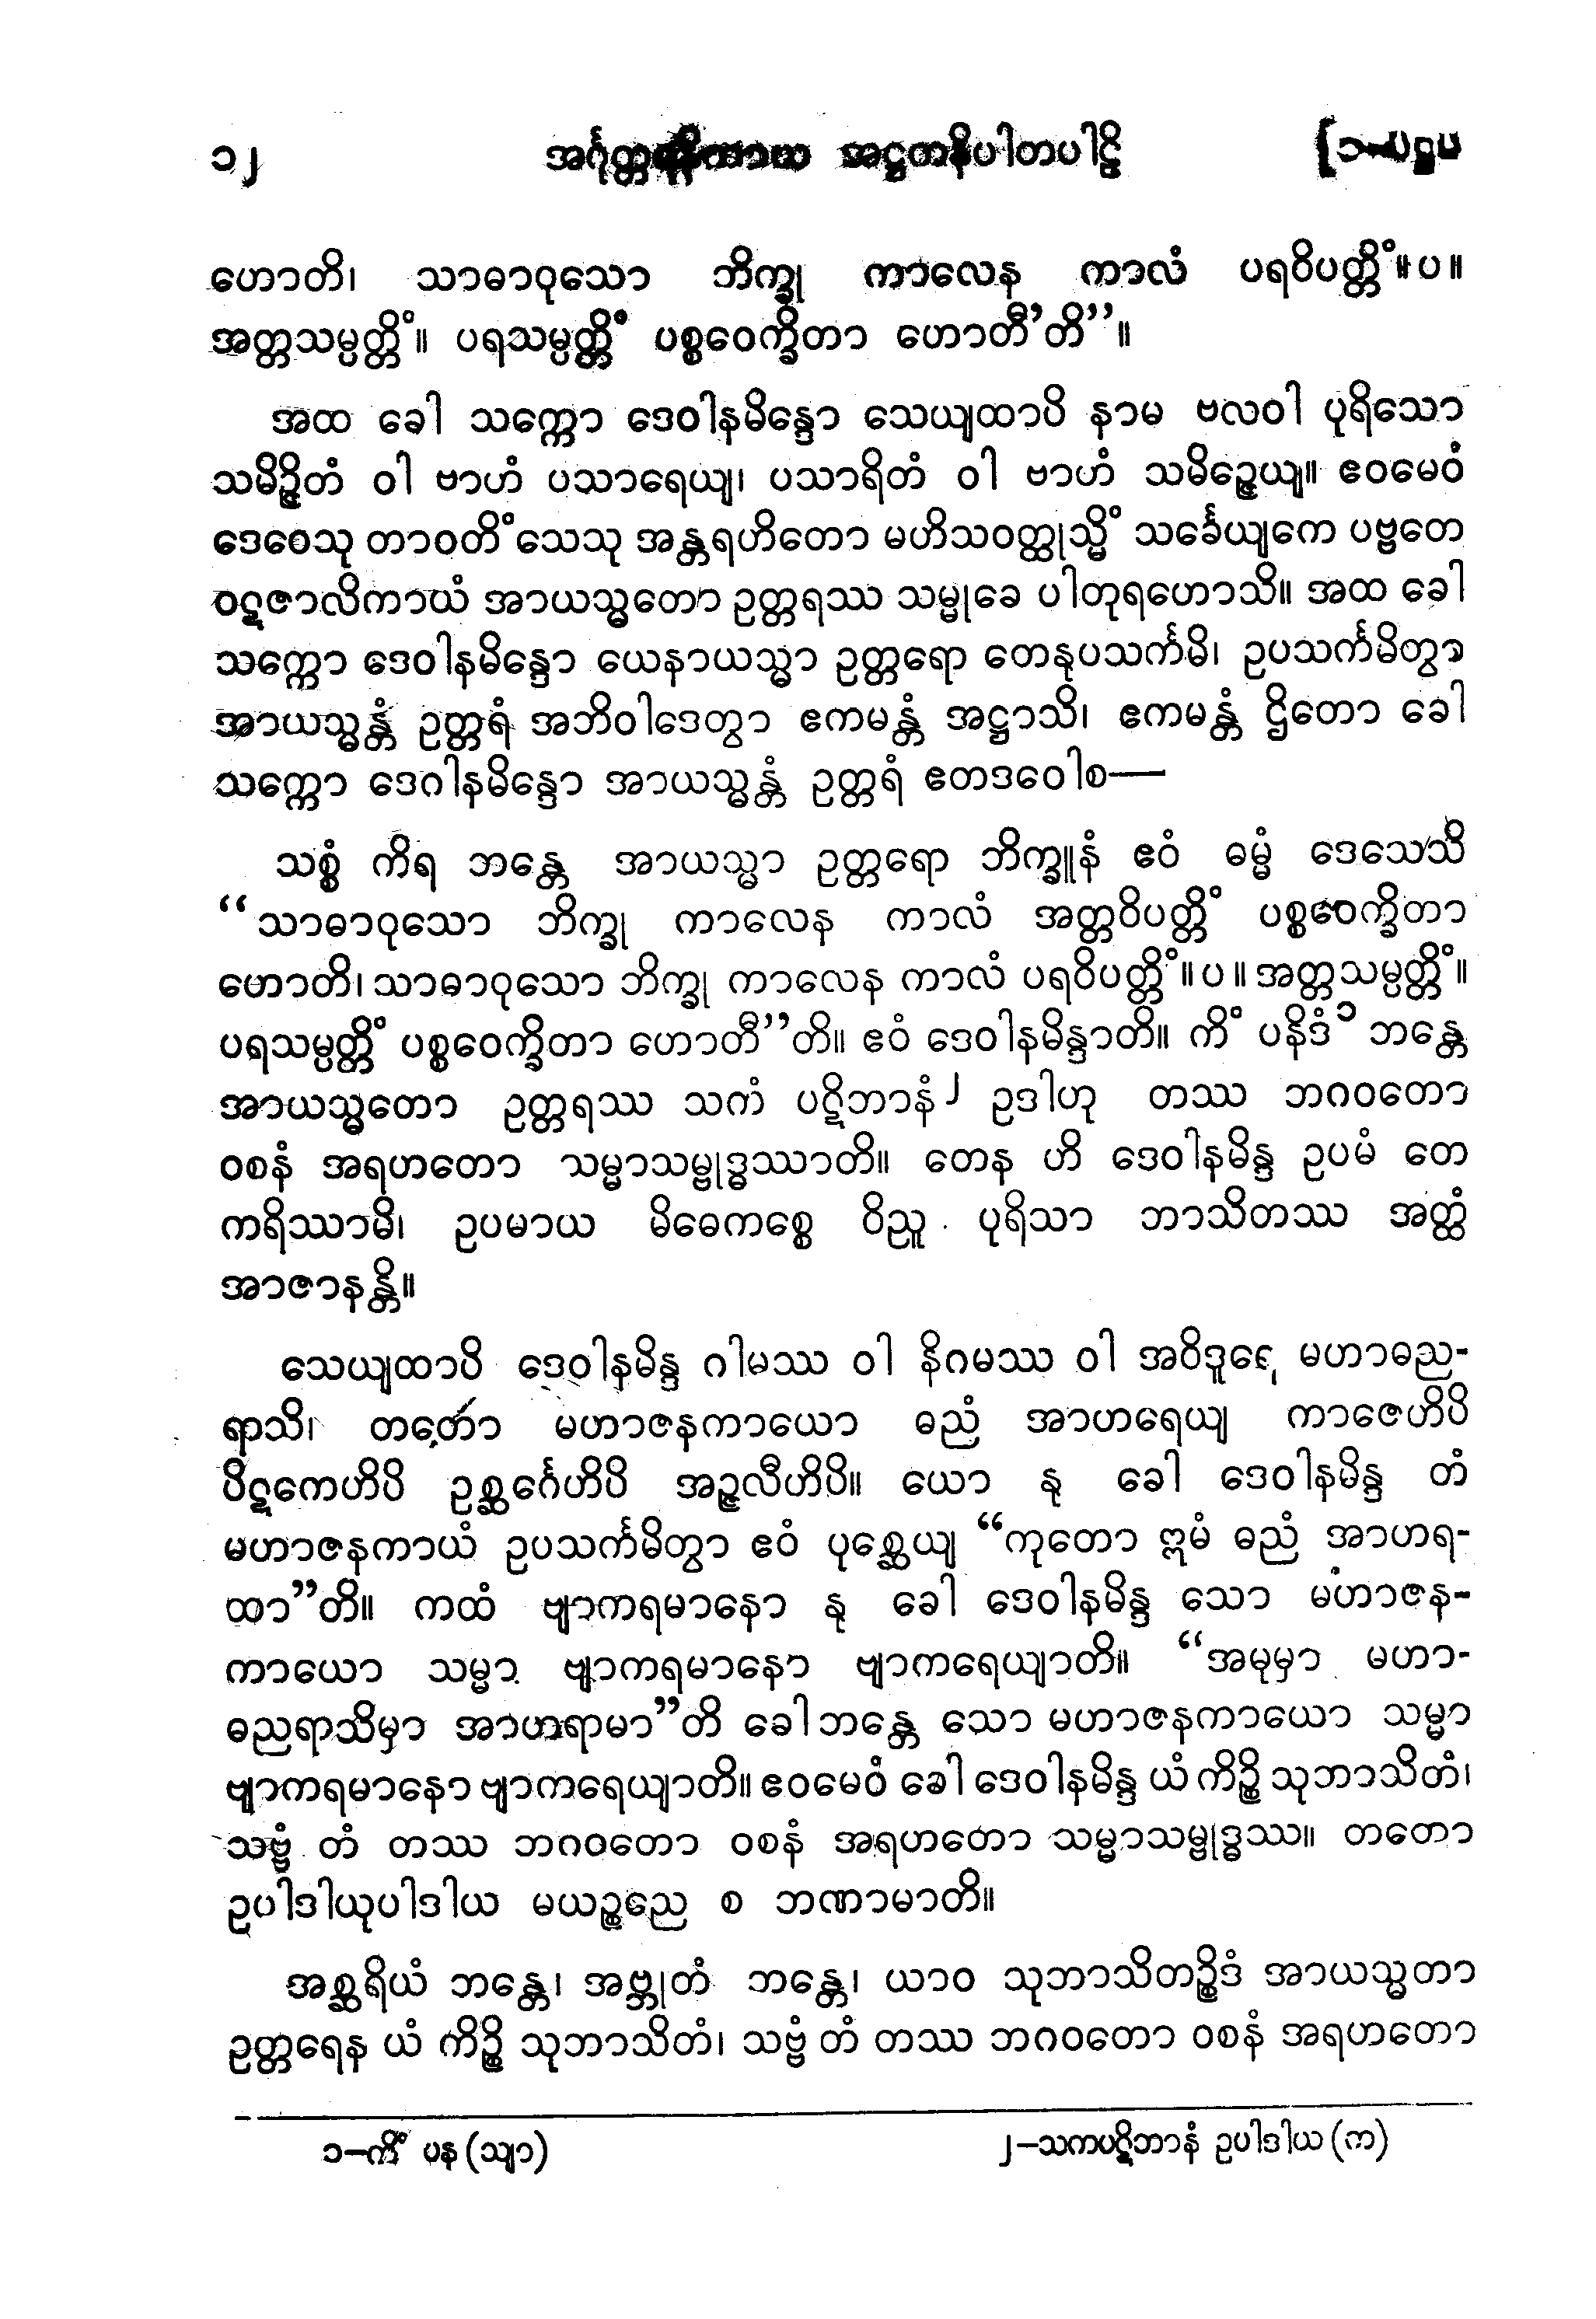 ၁၂ အင်္ဂုတ္တရနိကာယ အဋ္ဌကနိပါတပါဠိ [၁-ပဌမ
ဟောတိ၊ သာဓာဝုသော ဘိက္ခု ကာလေန ကာလံ ပရဝိပတ္တိံ။ပ။
အတ္တသမ္ပတ္တိံ။ ပရသမ္ပတ္တိံ ပစ္စဝေက္ခိတာ ဟောတီ’တိ’’။
အထ ခေါ သက္ကော ဒေဝါနမိန္ဒော သေယျထာပိ နာမ ဗလဝါ ပုရိသော
သမိဉ္ဇိတံ ဝါ ဗာဟံ ပသာရေယျ၊ ပသာရိတံ ဝါ ဗာဟံ သမိဉ္ဇေယျ။ ဧဝမေဝံ
ဒေဝေသု တာဝတိံသေသု အန္တရဟိတော မဟိသဝတ္ထုသ္မိံ သင်္ခေယျကေ ပဗ္ဗတေ
ဝဋဇာလိကာယံ အာယသ္မတော ဥတ္တရဿ သမ္မုခေ ပါတုရဟောသိ။ အထ ခေါ
သက္ကော ဒေဝါနမိန္ဒော ယေနာယသ္မာ ဥတ္တရော တေနုပသင်္ကမိ၊ ဥပသင်္ကမိတွာ
အာယသ္မန္တံ ဥတ္တရံ အဘိဝါဒေတွာ ဧကမန္တံ အဋ္ဌာသိ၊ ဧကမန္တံ ဌိတော ခေါ
သက္ကော ဒေဂါနမိန္ဒော အာယသ္မန္တံ ဥတ္တရံ ဧတဒဝေါစ—
သစ္စံ ကိရ ဘန္တေ အာယသ္မာ ဥတ္တရော ဘိက္ခူနံ ဧဝံ ဓမ္မံ ဒေသေသိ
“သာဓာဝုသော ဘိက္ခု ကာလေန ကာလံ အတ္တဝိပတ္တိံ ပစ္စဝေက္ခိတာ
ဟောတိ၊ သာဓာဝုသော ဘိက္ခု ကာလေန ကာလံ ပရဝိပတ္တိံ။ပ။အတ္တသမ္ပတ္တိံ။
ပရသမ္ပတ္တိံ ပစ္စဝေက္ခိတာ ဟောတီ”တိ။ ဧဝံ ဒေဝါနမိန္ဒာတိ။ ကိံ ပနိဒံ၁ ဘန္တေ
အာယသ္မတော ဥတ္တရဿ သကံ ပဋိဘာနံ၂ ဥဒါဟု တဿ ဘဂဝတော
ဝစနံ အရဟတော သမ္မာသမ္ဗုဒ္ဓဿာတိ။ တေန ဟိ ဒေဝါနမိန္ဒ ဥပမံ တေ
ကရိဿာမိ၊ ဥပမာယ မိဓေကစ္စေ ဝိညူ ပုရိသာ ဘာသိတဿ အတ္ထံ
အာဇာနန္တိ။
သေယျထာပိ ဒေဝါနမိန္ဒ ဂါမဿ ဝါ နိဂမဿ ဝါ အဝိဒူရေ မဟာဓည-
ရာသိ၊ တတော မဟာဇနကာယော ဓညံ အာဟရေယျ ကာဇေဟိပိ
ပိဋကေဟိပိ ဥစ္ဆင်္ဂေဟိပိ အဉ္ဇလီဟိပိ။ ယော နု ခေါ ဒေဝါနမိန္ဒ တံ
မဟာဇနကာယံ ဥပသင်္ကမိတွာ ဧဝံ ပုစ္ဆေယျ “ကုတော ဣမံ ဓညံ အာဟရ-
ထာ”တိ။ ကထံ ဗျာကရမာနော နု ခေါ ဒေဝါနမိန္ဒ သော မဟာဇန-
ကာယော သမ္မာ ဗျာကရမာနော ဗျာကရေယျာတိ။ “အမုမှာ မဟာ-
ဓညရာသိမှာ အာဟရာမာ”တိ ခေါ ဘန္တေ သော မဟာဇနကာယော သမ္မာ
ဗျာကရမာနော ဗျာကရေယျာတိ။ ဧဝမေဝံ ခေါ ဒေဝါနမိန္ဒ ယံ ကိဉ္စိ သုဘာသိတံ၊
သဗ္ဗံ တံ တဿ ဘဂဝတော ဝစနံ အရဟတော သမ္မာသမ္ဗုဒ္ဓဿ။ တတော
ဥပါဒါယုပါဒါယ မယဉ္စညေ စ ဘဏာမာတိ။
အစ္ဆရိယံ ဘန္တေ၊ အဗ္ဘုတံ ဘန္တေ၊ ယာဝ သုဘာသိတဉ္စိဒံ အာယသ္မတာ
ဥတ္တရေန ယံ ကိဉ္စိ သုဘာသိတံ၊ သဗ္ဗံ တံ တဿ ဘဂဝတော ဝစနံ အရဟတော
၁-ကိံ ပန (သျာ) ၂-သကပဋိဘာနံ ဥပါဒါယ (က)